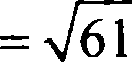 = √61